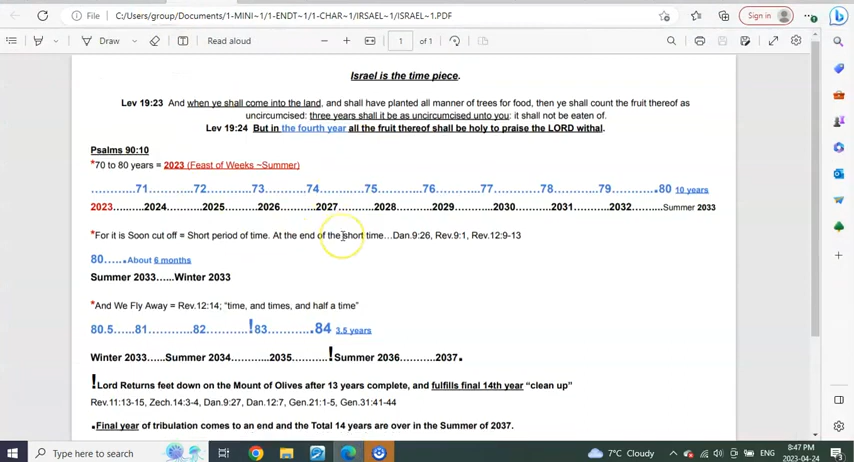 File
C:/Users/group/Documents/1-MINI~1/1-ENDT~1/1-CHAR~1/IRSAEL~1/ISRAEL~1.PDF
Sign in
Draw
Read aloud
1 of 1
Israel is the time piece.
Lev 19:23 And when ye shall come into the land, and shall have planted all manner of trees for food, then ye shall count the fruit thereof as
uncircumcised: three years shall it be as uncircumcised unto you: it shall not be eaten of.
Lev 19:24 But in the fourth year all the fruit thereof shall be holy to praise the LORD withal.
Psalms 90:10
*70 to 80 years = 2023 (Feast of Weeks ~Summer)
…………71…………72…………73…………74…………75…………76…………77…………78…………79…………●80 10 years
2023………2024…………2025…………2026…………2027…………2028…………2029…………2030…………2031…………2032………Summer 2033
*For it is Soon cut off = Short period of time. At the end of the short time…Dan.9:26, Rev.9:1, Rev.12:9-13
80…...About 6 months
Summer 2033…...Winter 2033
*And We Fly Away = Rev.12:14; “time, and times, and half a time”
80.5……81…………82…………!83………….84 3.5 years
Winter 2033……Summer 2034………...2035…………!Summer 2036………2037.
!Lord Returns feet down on the Mount of Olives after 13 years complete, and fulfills final 14th year “clean up”
Rev.11:13-15, Zech.14:3-4, Dan.9:27, Dan.12:7, Gen.21:1-5, Gen.31:41-44
.Final year of tribulation comes to an end and the Total 14 years are over in the Summer of 2037.
Type here to search
7°C Cloudy
ENG
8:47 PM
2023-04-24
3